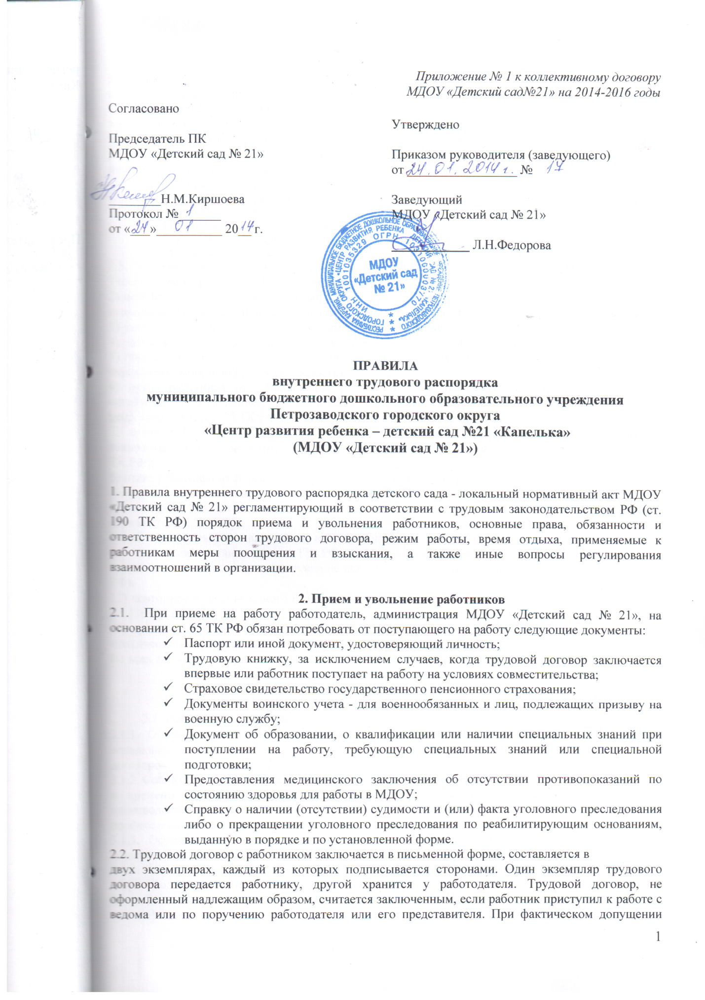 Приложение № 1 к коллективному договору
МДОУ «Детский сад№21» на 2014-2016 годы
Согласовано
Утверждено
Председатель ПК
МДОУ «Детский сад № 21»
Приказом руководителя (заведующего)
от 24.01.2014 г. № 17
Н.М.Киршоева
Протокол № 1
от «24» 01 2014 г.
Заведующий
МДОУ «Детский сад № 21»
Л.Н.Федорова
РЕСПУБЛИКА КАРЕЛИЯ. МУНИЦИПАЛЬНОЕ БЮДЖЕТНОЕ ДОШКОЛЬНОЕ ОБРАЗОВАТЕЛЬНОЕ УЧРЕЖДЕНИЕ ПЕТРОЗАВОДСКОГО
ГОРОДСКОГО ОКРУГА «ЦЕНТР РАЗВИТИЯ РЕБЕНКА ДЕТСКИЙ САД № 21 «КАПЕЛЬКА»
ИНН 1001035329 ОГРН
МДОУ
«Детский сад
№ 21»
ПРАВИЛА
внутреннего трудового распорядка
муниципального бюджетного дошкольного образовательного учреждения
Петрозаводского городского округа
«Центр развития ребенка – детский сад №21 «Капелька»
(МДОУ «Детский сад № 21»)
1. Правила внутреннего трудового распорядка детского сада - локальный нормативный акт МДОУ
«Детский сад № 21» регламентирующий в соответствии с трудовым законодательством РФ (ст.
190 ТК РФ) порядок приема и увольнения работников, основные права, обязанности и
ответственность сторон трудового договора, режим работы, время отдыха, применяемые к
работникам меры поощрения и взыскания, а также иные вопросы регулирования
взаимоотношений в организации.
2. Прием и увольнение работников
2.1. При приеме на работу работодатель, администрация МДОУ «Детский сад № 21», на
основании ст. 65 ТК РФ обязан потребовать от поступающего на работу следующие документы:
✓ Паспорт или иной документ, удостоверяющий личность;
✓ Трудовую книжку, за исключением случаев, когда трудовой договор заключается
впервые или работник поступает на работу на условиях совместительства;
✓ Страховое свидетельство государственного пенсионного страхования;
✓ Документы воинского учета - для военнообязанных и лиц, подлежащих призыву на
военную службу;
✓ Документ об образовании, о квалификации или наличии специальных знаний при
поступлении на работу, требующую специальных знаний или специальной
подготовки;
✓ Предоставления медицинского заключения об отсутствии противопоказаний по
состоянию здоровья для работы в МДОУ;
✓ Справку о наличии (отсутствии) судимости и (или) факта уголовного преследования
либо о прекращении уголовного преследования по реабилитирующим основаниям,
выданную в порядке и по установленной форме.
2.2. Трудовой договор с работником заключается в письменной форме, составляется в
двух экземплярах, каждый из которых подписывается сторонами. Один экземпляр трудового
договора передается работнику, другой хранится у работодателя. Трудовой договор, не
оформленный надлежащим образом, считается заключенным, если работник приступил к работе с
ведома или по поручению работодателя или его представителя. При фактическом допущении
1